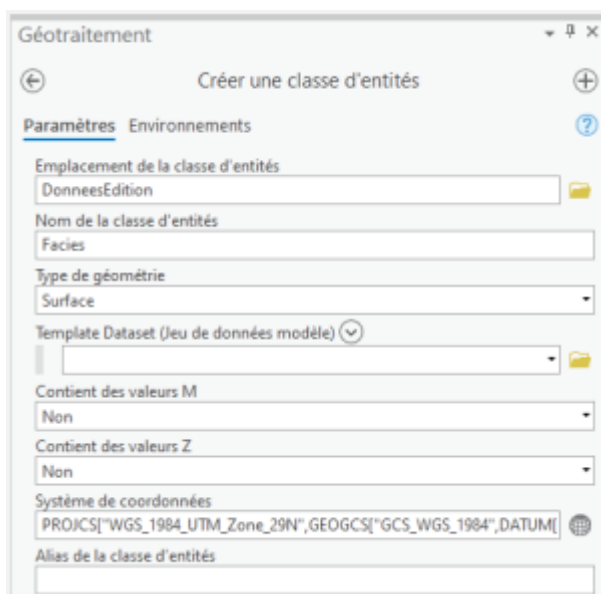 Géotraitement
Créer une classe d'entités
Paramètres Environnements
Emplacement de la classe d'entités
DonneesEdition
Nom de la classe d'entités
Facies
Type de géométrie
Surface
Template Dataset (Jeu de données modèle)
Contient des valeurs M
Non
Contient des valeurs Z
Non
Système de coordonnées
PROJCS["WGS_1984_UTM_Zone_29N",GEOGCS["GCS_WGS_1984",DATUM[
Alias de la classe d'entités